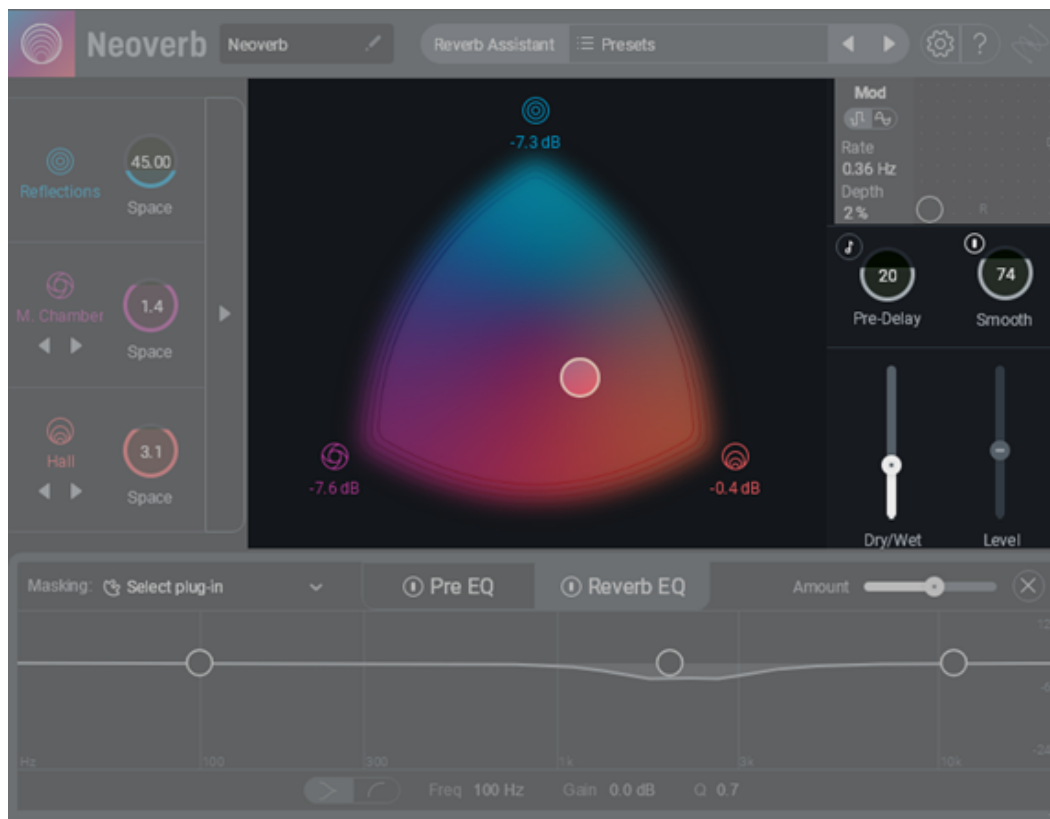 Neoverb Neoverb Reverb Assistant Presets ?
-7.3 dB
Mod
Rate
0.36 Hz
Depth
2 %
R
Reflections 45.00
Space
20 74
Pre-Delay Smooth
M. Chamber 1.4
Space
Hall 3.1
Space
-7.6 dB -0.4 dB
Dry/Wet Level
Masking: Select plug-in Pre EQ Reverb EQ Amount
12
-6
-24
Hz 100 300 1k 3k 10k
Freq 100 Hz Gain 0.0 dB Q 0.7